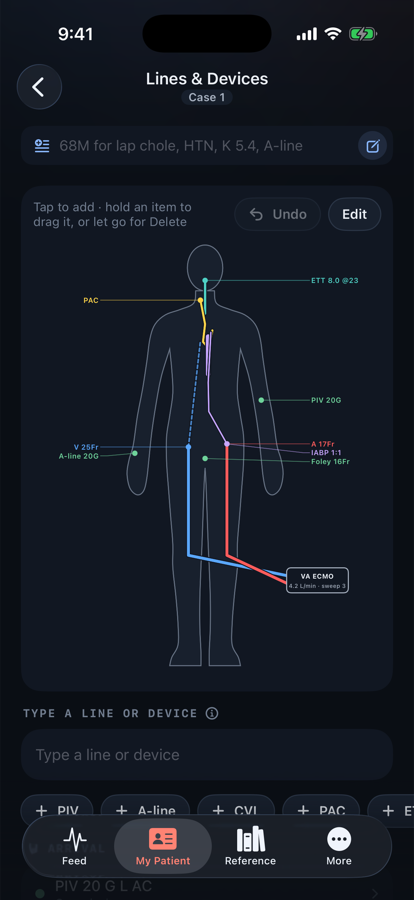 9:41
Lines & Devices
Case 1
68M for lap chole, HTN, K 5.4, A-line
Tap to add · hold an item to
drag it, or let go for Delete
Undo
Edit
ETT 8.0 @23
PAC
PIV 20G
V 25Fr
A-line 20G
A 17Fr
IABP 1:1
Foley 16Fr
VA ECMO
4.2 L/min · sweep 3
TYPE A LINE OR DEVICE
Type a line or device
+ PIV
+ A-line
+ CVL
+ PAC
Feed
My Patient
Reference
More
PIV 20 G L AC